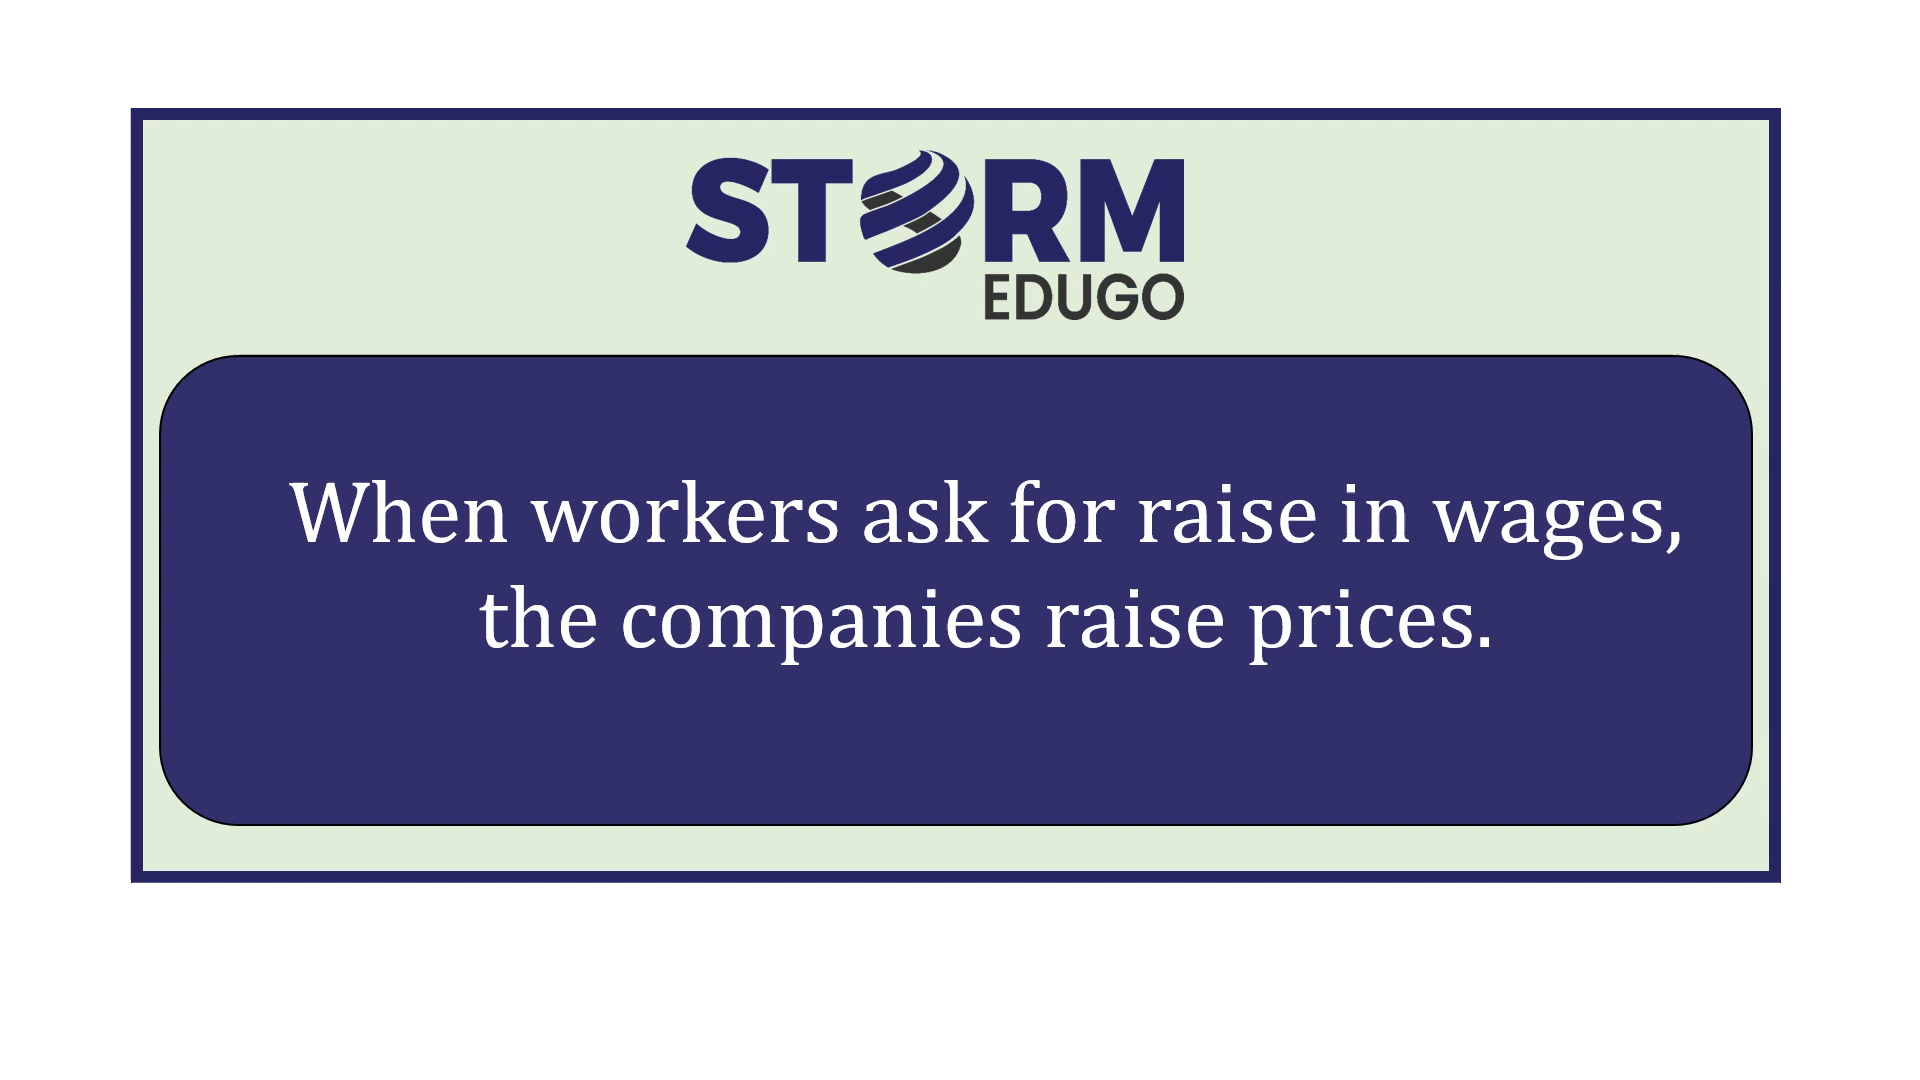 STORM
EDUGO
When workers ask for raise in wages,
the companies raise prices.